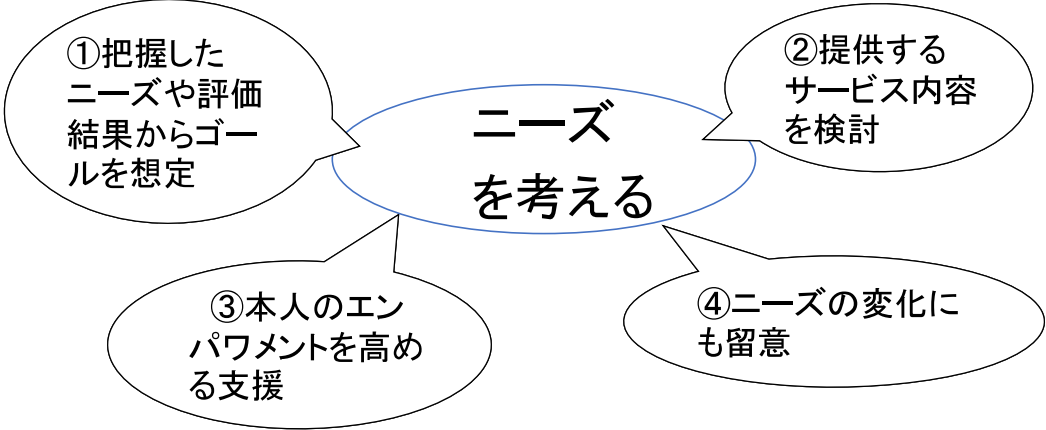 ①把握した
ニーズや評価
結果からゴー
ルを想定
②提供する
サービス内容
を検討
ニーズ
を考える
③本人のエン
パワメントを高め
る支援
④ニーズの変化に
も留意